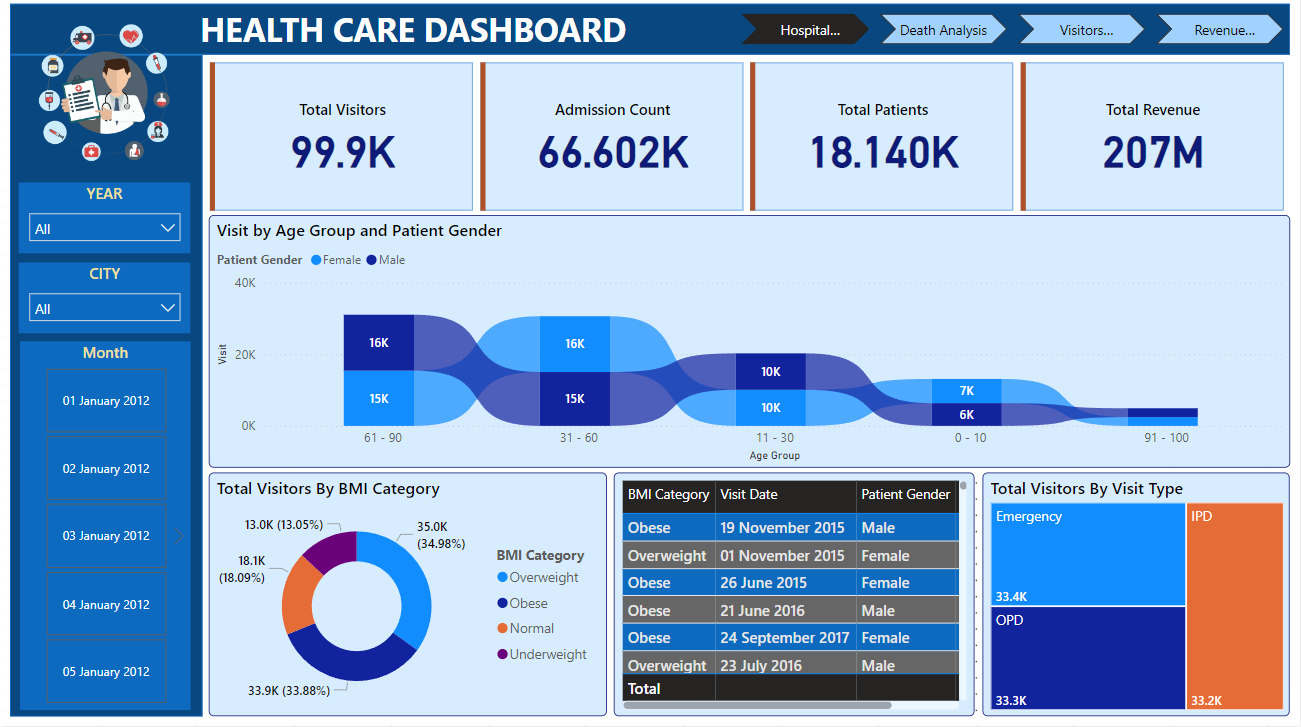 HEALTH CARE DASHBOARD
Hospital...
Death Analysis
Visitors...
Revenue...
YEAR
All
CITY
All
Month
01 January 2012
02 January 2012
03 January 2012
04 January 2012
05 January 2012
Total Visitors
99.9K
Admission Count
66.602K
Total Patients
18.140K
Total Revenue
207M
Visit by Age Group and Patient Gender
Patient Gender Female Male
40K
20K
0K
Visit
16K
15K
16K
15K
10K
10K
7K
6K
61 - 90
31 - 60
11 - 30
0 - 10
91 - 100
Age Group
Total Visitors By BMI Category
13.0K (13.05%)
35.0K
(34.98%)
18.1K
(18.09%)
33.9K (33.88%)
BMI Category
Overweight
Obese
Normal
Underweight
BMI Category Visit Date Patient Gender
Obese 19 November 2015 Male
Overweight 01 November 2015 Female
Obese 26 June 2015 Female
Obese 21 June 2016 Male
Obese 24 September 2017 Female
Overweight 23 July 2016 Male
Total
Total Visitors By Visit Type
Emergency
33.4K
OPD
33.3K
IPD
33.2K